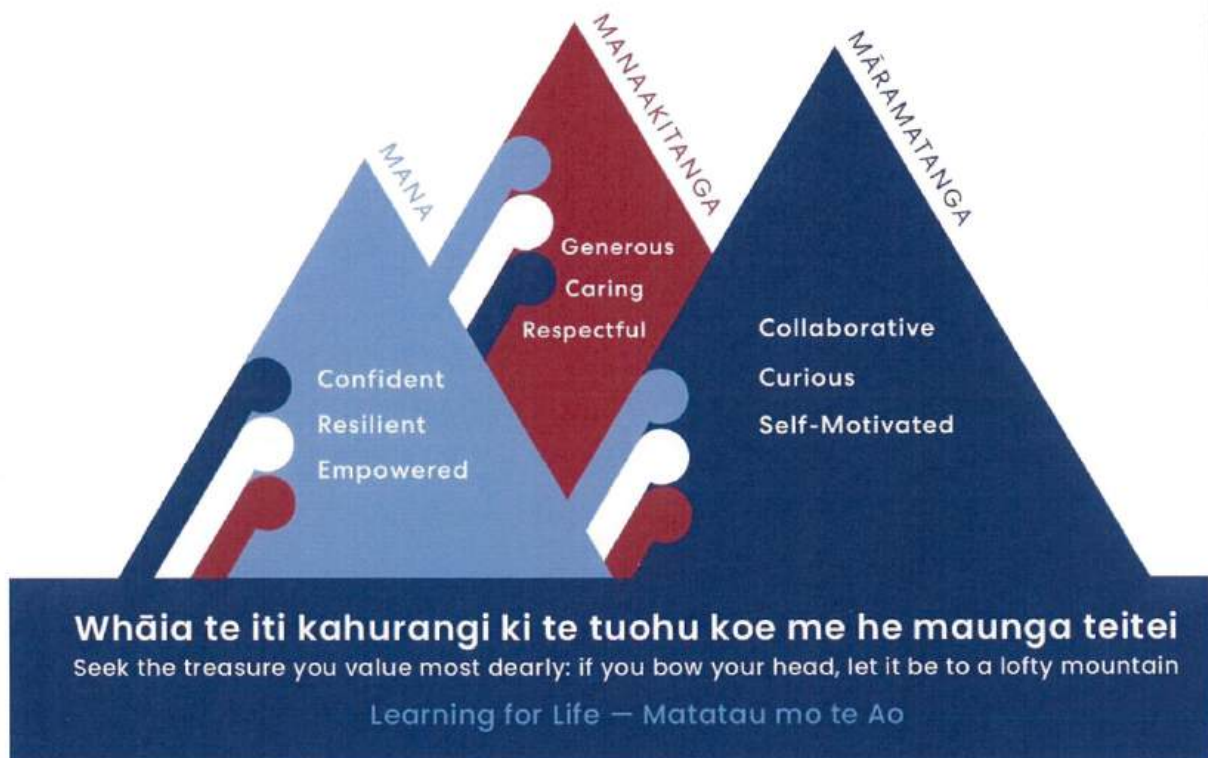 MANA
Confident
Resilient
Empowered
MANAAKITANGA
Generous
Caring
Respectful
MĀRAMATANGA
Collaborative
Curious
Self-Motivated
Whāia te iti kahurangi ki te tuohu koe me he maunga teitei
Seek the treasure you value most dearly: if you bow your head, let it be to a lofty mountain
Learning for Life — Matatau mo te Ao